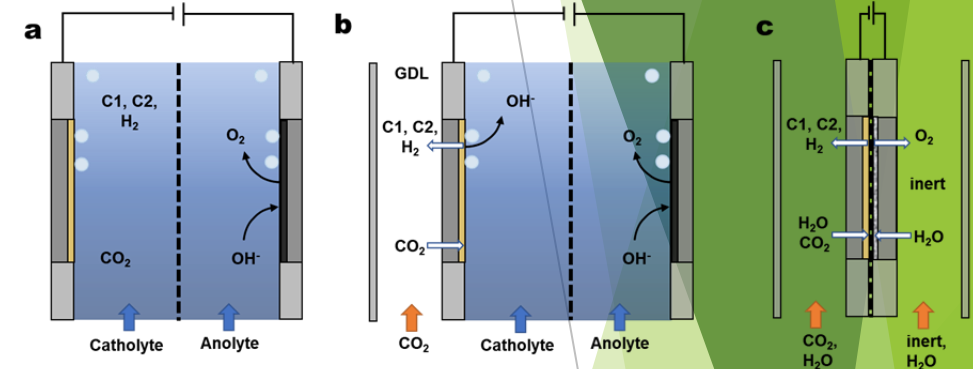 a
C1, C2,
H₂
O₂
CO₂
OH⁻
Catholyte
Anolyte
b
GDL
OH⁻
C1, C2,
H₂
O₂
CO₂
OH⁻
CO₂
Catholyte
Anolyte
c
C1, C2,
H₂
O₂
inert
H₂O
CO₂
H₂O
CO₂,
H₂O
inert,
H₂O